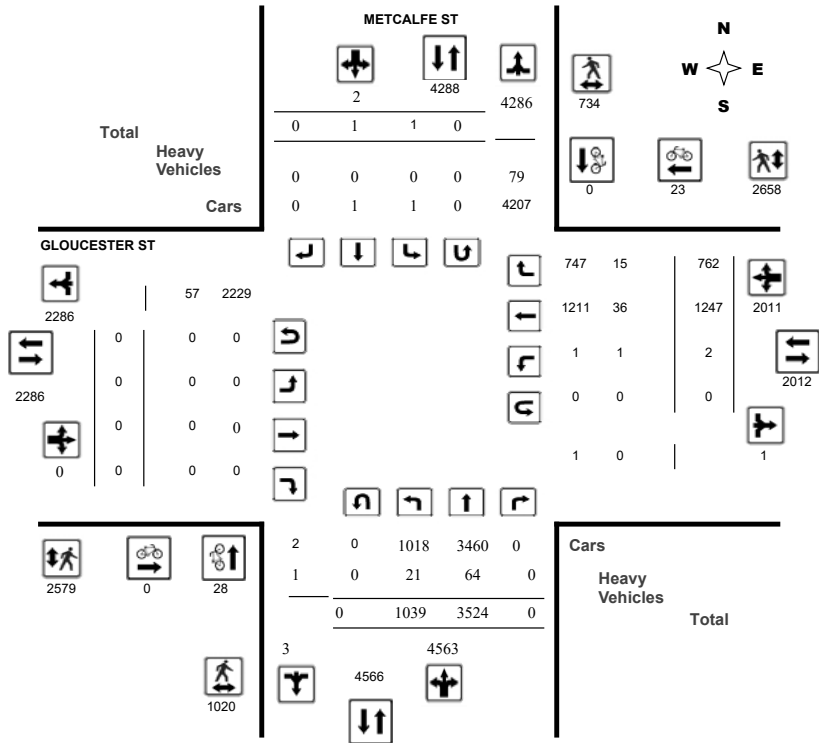 METCALFE ST
N
W E
S
4288
2
4286
734
0 1 1 0
Total
Heavy
Vehicles
0 0 0 0 79
0 23 2658
Cars
0 1 1 0 4207
GLOUCESTER ST
747 15 762
57 2229
2286
1211 36 1247 2011
0 0 0
1 1 2
2012
2286
0 0 0
0 0 0
0 0 0
0
0 0 0
1 0 1
2 0 1018 3460 0
Cars
1 0 21 64 0
Heavy
Vehicles
2579 0 28
0 1039 3524 0
Total
3 4563
4566
1020